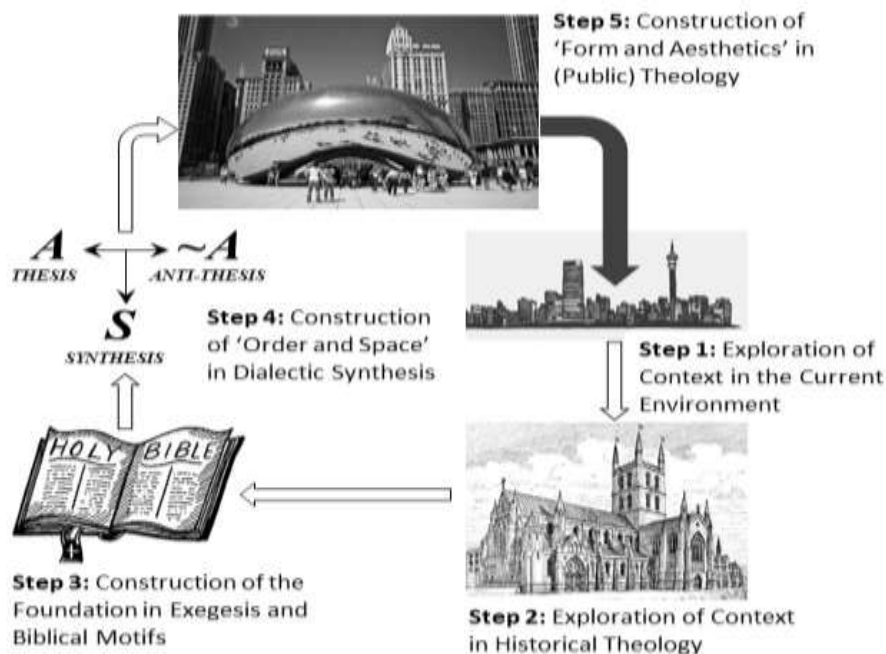 Step 5: Construction of
‘Form and Aesthetics’ in
(Public) Theology
A
~A
THESIS
ANTI-THESIS
S
SYNTHESIS
Step 4: Construction
of ‘Order and Space’
in Dialectic Synthesis
Step 1: Exploration of
Context in the Current
Environment
HOLY BIBLE
Step 3: Construction of the
Foundation in Exegesis and
Biblical Motifs
Step 2: Exploration of Context
in Historical Theology